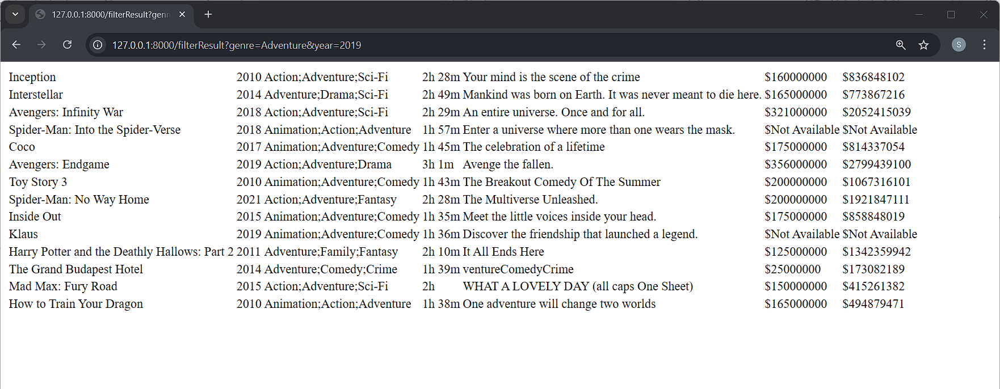 127.0.0.1:8000/filterResult?genr
127.0.0.1:8000/filterResult?genre=Adventure&year=2019
S
Inception 2010 Action;Adventure;Sci-Fi 2h 28m Your mind is the scene of the crime $160000000 $836848102
Interstellar 2014 Adventure;Drama;Sci-Fi 2h 49m Mankind was born on Earth. It was never meant to die here. $165000000 $773867216
Avengers: Infinity War 2018 Action;Adventure;Sci-Fi 2h 29m An entire universe. Once and for all. $321000000 $2052415039
Spider-Man: Into the Spider-Verse 2018 Animation;Action;Adventure 1h 57m Enter a universe where more than one wears the mask. $Not Available $Not Available
Coco 2017 Animation;Adventure;Comedy 1h 45m The celebration of a lifetime $175000000 $814337054
Avengers: Endgame 2019 Action;Adventure;Drama 3h 1m Avenge the fallen. $356000000 $2799439100
Toy Story 3 2010 Animation;Adventure;Comedy 1h 43m The Breakout Comedy Of The Summer $200000000 $1067316101
Spider-Man: No Way Home 2021 Action;Adventure;Fantasy 2h 28m The Multiverse Unleashed. $200000000 $1921847111
Inside Out 2015 Animation;Adventure;Comedy 1h 35m Meet the little voices inside your head. $175000000 $858848019
Klaus 2019 Animation;Adventure;Comedy 1h 36m Discover the friendship that launched a legend. $Not Available $Not Available
Harry Potter and the Deathly Hallows: Part 2 2011 Adventure;Family;Fantasy 2h 10m It All Ends Here $125000000 $1342359942
The Grand Budapest Hotel 2014 Adventure;Comedy;Crime 1h 39m ventureComedyCrime $25000000 $173082189
Mad Max: Fury Road 2015 Action;Adventure;Sci-Fi 2h WHAT A LOVELY DAY (all caps One Sheet) $150000000 $415261382
How to Train Your Dragon 2010 Animation;Action;Adventure 1h 38m One adventure will change two worlds $165000000 $494879471